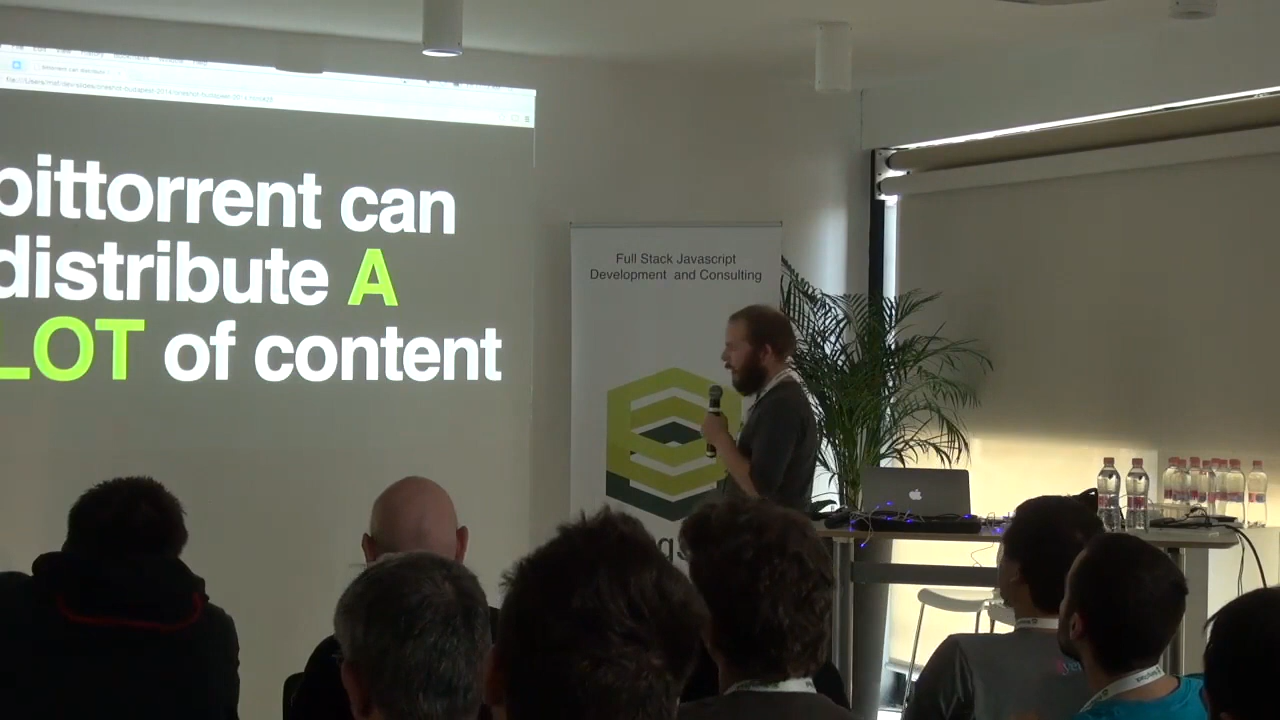 bittorrent can
distribute A
LOT of content
Full Stack Javascript
Development and Consulting